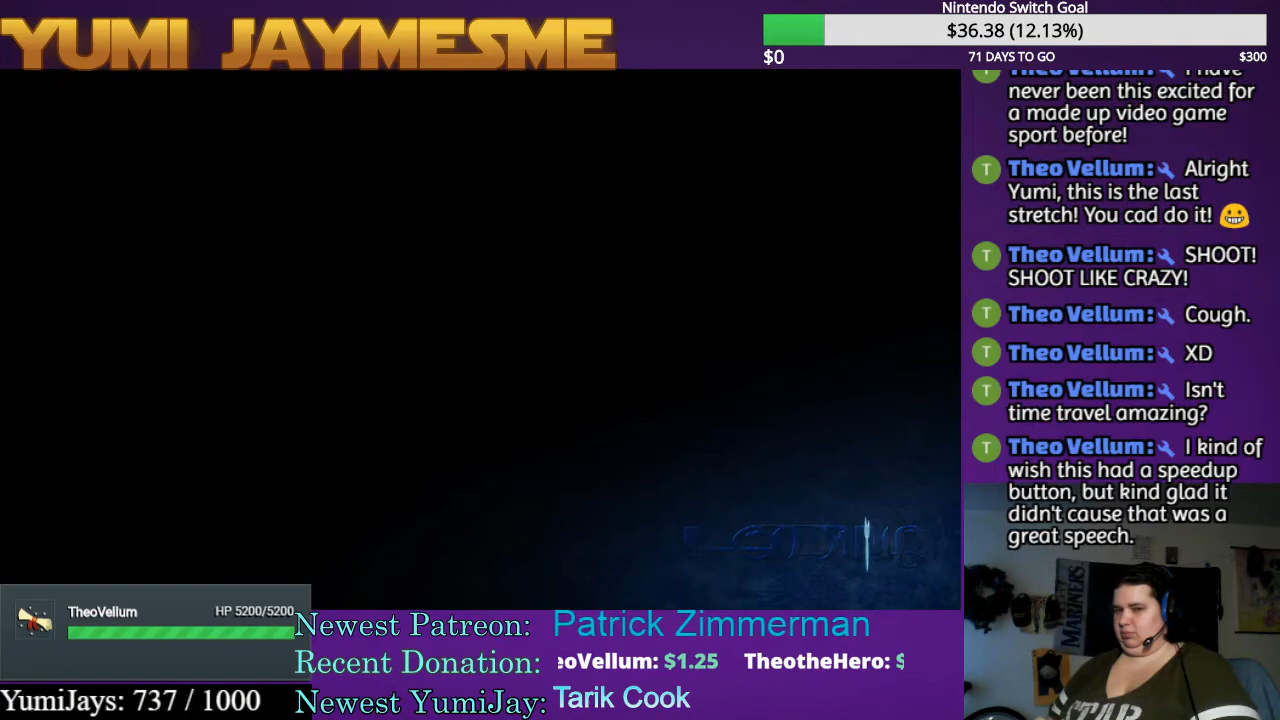 YUMI JAYMESME
Nintendo Switch Goal
$36.38 (12.13%)
$0
71 DAYS TO GO
$300
Theo Vellum: I have
never been this excited for
a made up video game
sport before!
Theo Vellum: Alright
Yumi, this is the last
stretch! You cad do it!
Theo Vellum: SHOOT!
SHOOT LIKE CRAZY!
Theo Vellum: Cough.
Theo Vellum: XD
Theo Vellum: Isn't
time travel amazing?
Theo Vellum: I kind of
wish this had a speedup
button, but kind glad it
didn't cause that was a
great speech.
MARINERS
TheoVellum
HP 5200/5200
Newest Patreon: Patrick Zimmerman
Recent Donation: eoVellum: $1.25 TheotheHero: $
YumiJays: 737 / 1000
Newest YumiJay: Tarik Cook
STAR